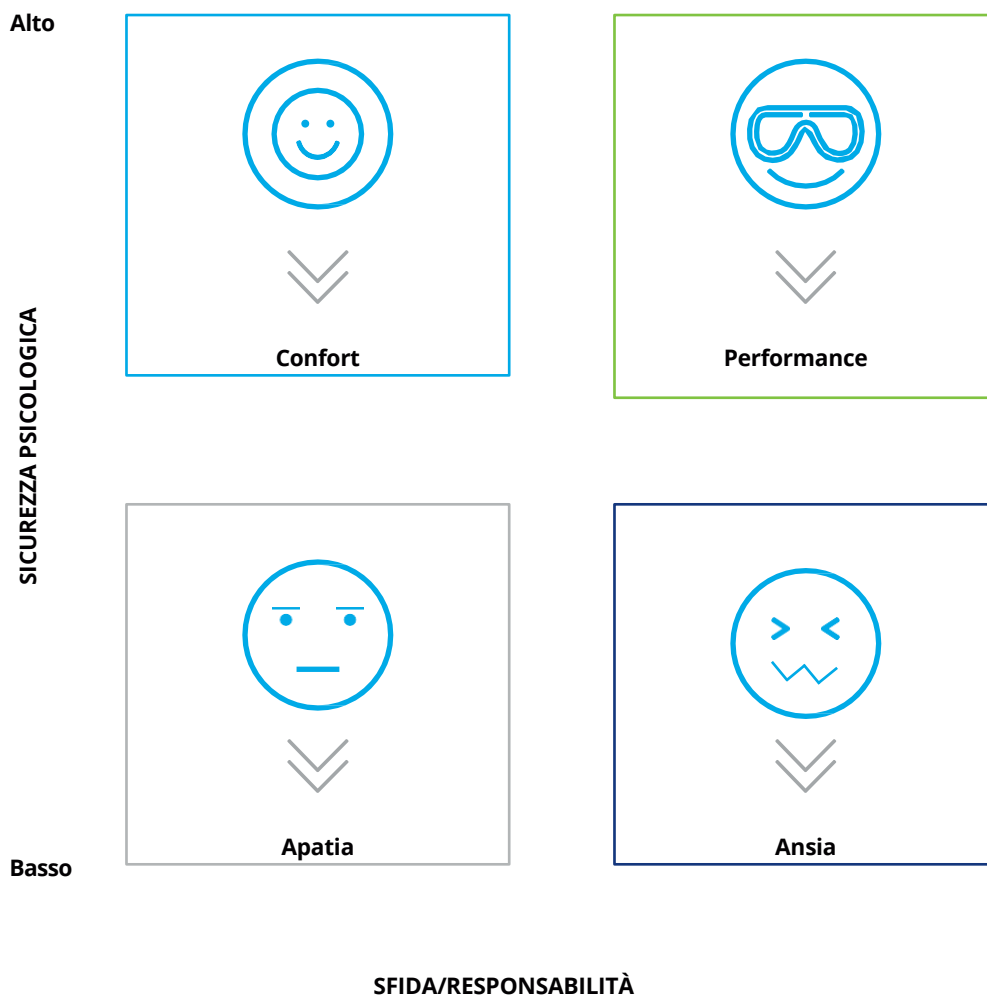 Alto
Confort
Performance
SICUREZZA PSICOLOGICA
Apatia
Ansia
Basso
SFIDA/RESPONSABILITÀ